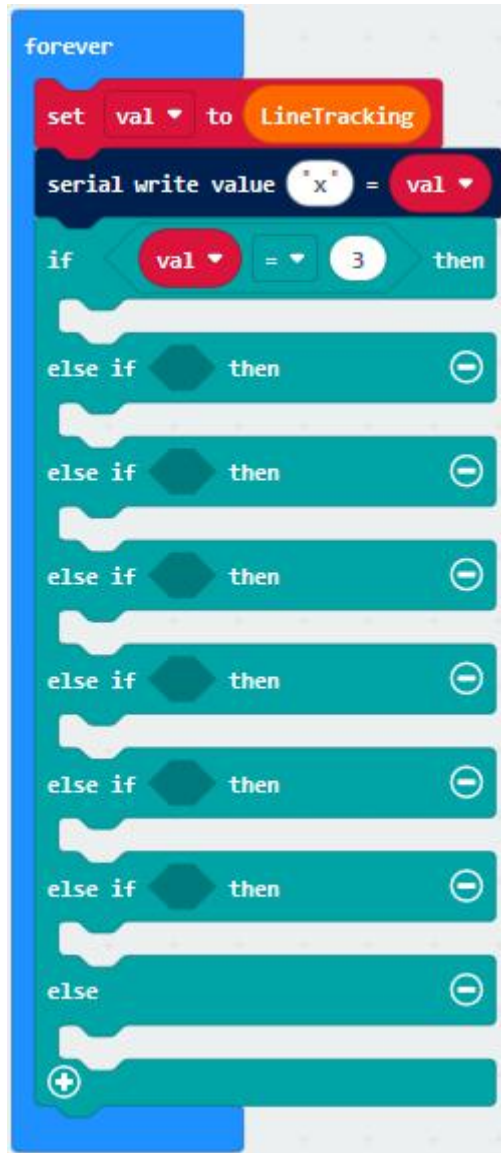 forever
set val to LineTracking
serial write value "x" = val
if val = 3 then
else if then
else if then
else if then
else if then
else if then
else if then
else